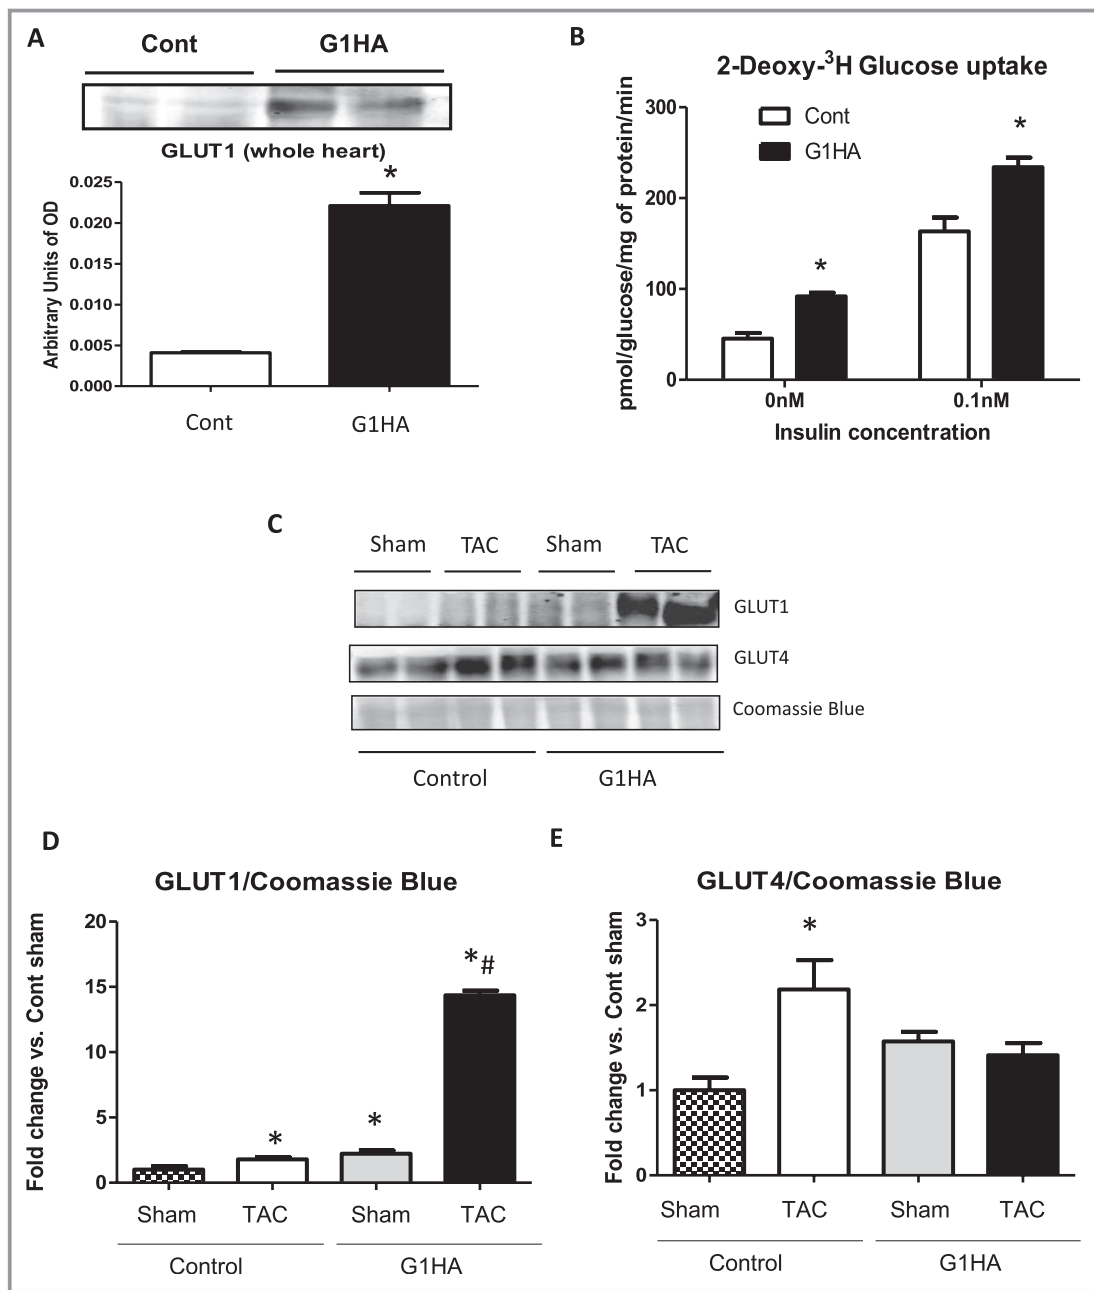 A
Cont G1HA
GLUT1 (whole heart)
*
Arbitrary Units of OD
0.025
0.020
0.015
0.010
0.005
0.000
Cont G1HA
B
2-Deoxy-³H Glucose uptake
pmol/glucose/mg of protein/min
300
200
100
0
Cont
G1HA
*
*
0nM 0.1nM
Insulin concentration
C
Sham TAC Sham TAC
GLUT1
GLUT4
Coomassie Blue
Control G1HA
D
GLUT1/Coomassie Blue
Fold change vs. Cont sham
20
15
10
5
0
*
*
*#
Sham TAC Sham TAC
Control G1HA
E
GLUT4/Coomassie Blue
Fold change vs. Cont sham
3
2
1
0
*
Sham TAC Sham TAC
Control G1HA